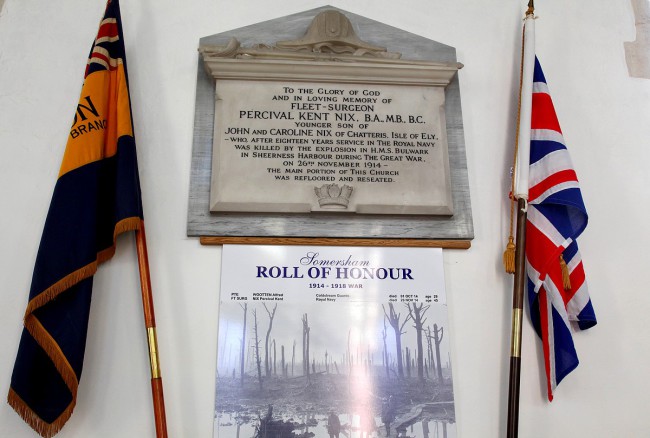 ON
BRANC
TO THE GLORY OF GOD
AND IN LOVING MEMORY OF
FLEET-SURGEON
PERCIVAL KENT NIX, B.A., M.B., B.C.
YOUNGER SON OF
JOHN AND CAROLINE NIX OF CHATTERIS, ISLE OF ELY,
– WHO, AFTER EIGHTEEN YEARS SERVICE IN THE ROYAL NAVY
WAS KILLED BY THE EXPLOSION IN H.M.S. BULWARK
IN SHEERNESS HARBOUR DURING THE GREAT WAR,
ON 26TH NOVEMBER 1914 –
THE MAIN PORTION OF THIS CHURCH
WAS REFLOORED AND RESEATED.
Somersham
ROLL OF HONOUR
1914 - 1918 WAR
PTE WOOTTEN Alfred Coldstream Guards died 31 OCT 14 age 28
FT SURG NIX Percival Kent Royal Navy died 26 NOV 14 age 45